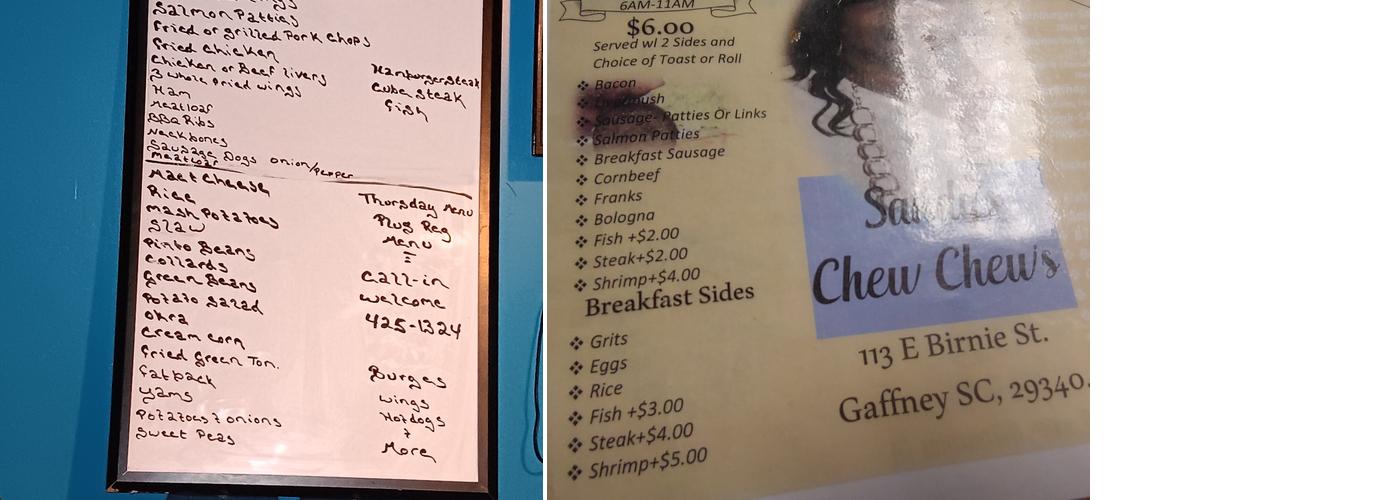 Salmon Patties
Fried or grilled Pork Chops
Fried Chicken
Chicken or Beef livers
3 whole fried wings
Ham
Meatloaf
BBQ Ribs
Neckbones
Sausage Dogs onion/Pepper
Meatloaf
Hamburger steak
Cube steak
Fish
Mact Cheese
Rice
Mash Potatoes
Slaw
Pinto Beans
Collards
Green Beans
Potato Salad
Okra
Cream corn
Fried green Tom.
Fatback
Yams
Potatoes & onions
Sweet Peas
Thursday Menu
Plus Reg
Menu
Call-in
welcome
425-1324
Burges
wings
Hotdogs
+
More
6AM-11AM
$6.00
Served w/ 2 Sides and
Choice of Toast or Roll
Bacon
Livermush
Sausage- Patties Or Links
Salmon Patties
Breakfast Sausage
Cornbeef
Franks
Bologna
Fish +$2.00
Steak+$2.00
Shrimp+$4.00
Breakfast Sides
Grits
Eggs
Rice
Fish +$3.00
Steak+$4.00
Shrimp+$5.00
Chew Chew's
113 E Birnie St.
Gaffney SC, 29340.